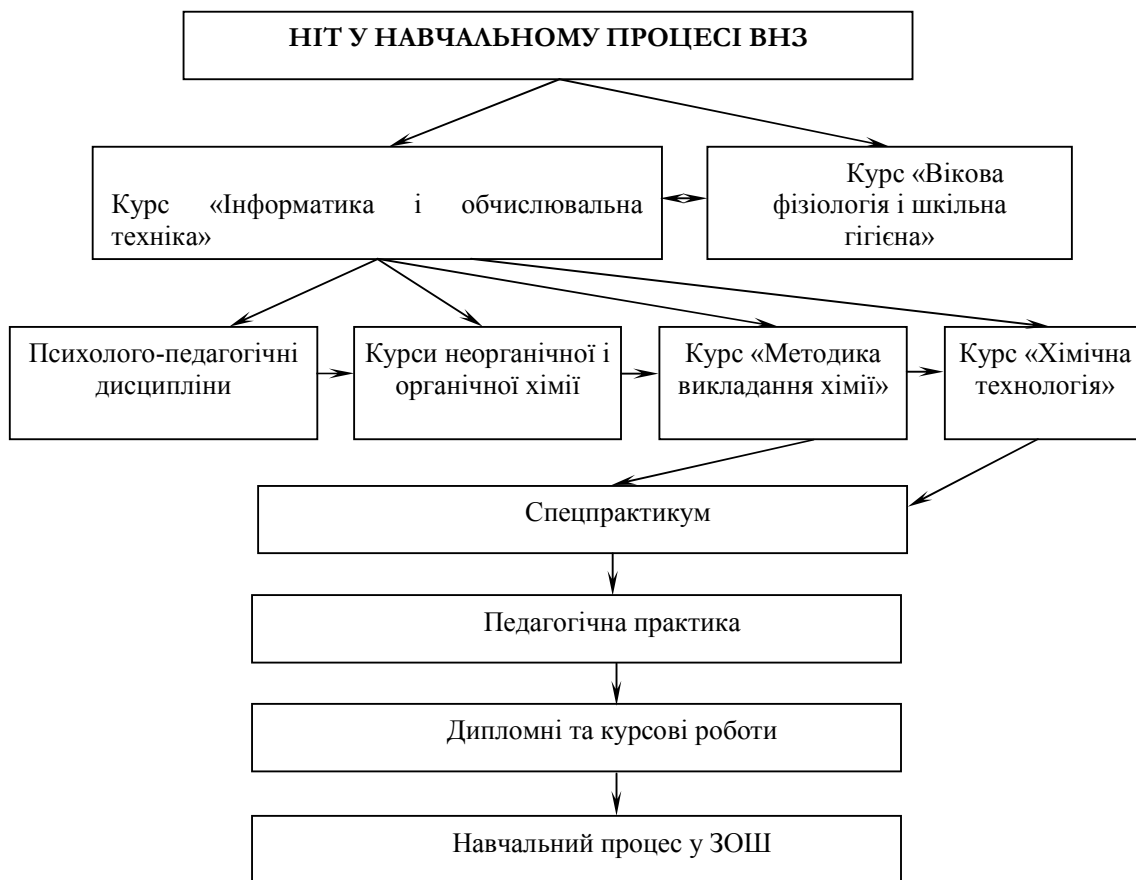 НІТ У НАВЧАЛЬНОМУ ПРОЦЕСІ ВНЗ
Курс «Інформатика і обчислювальна
техніка»
Курс «Вікова
фізіологія і шкільна
гігієна»
Психолого-педагогічні
дисципліни
Курси неорганічної і
органічної хімії
Курс «Методика
викладання хімії»
Курс «Хімічна
технологія»
Спецпрактикум
Педагогічна практика
Дипломні та курсові роботи
Навчальний процес у ЗОШ